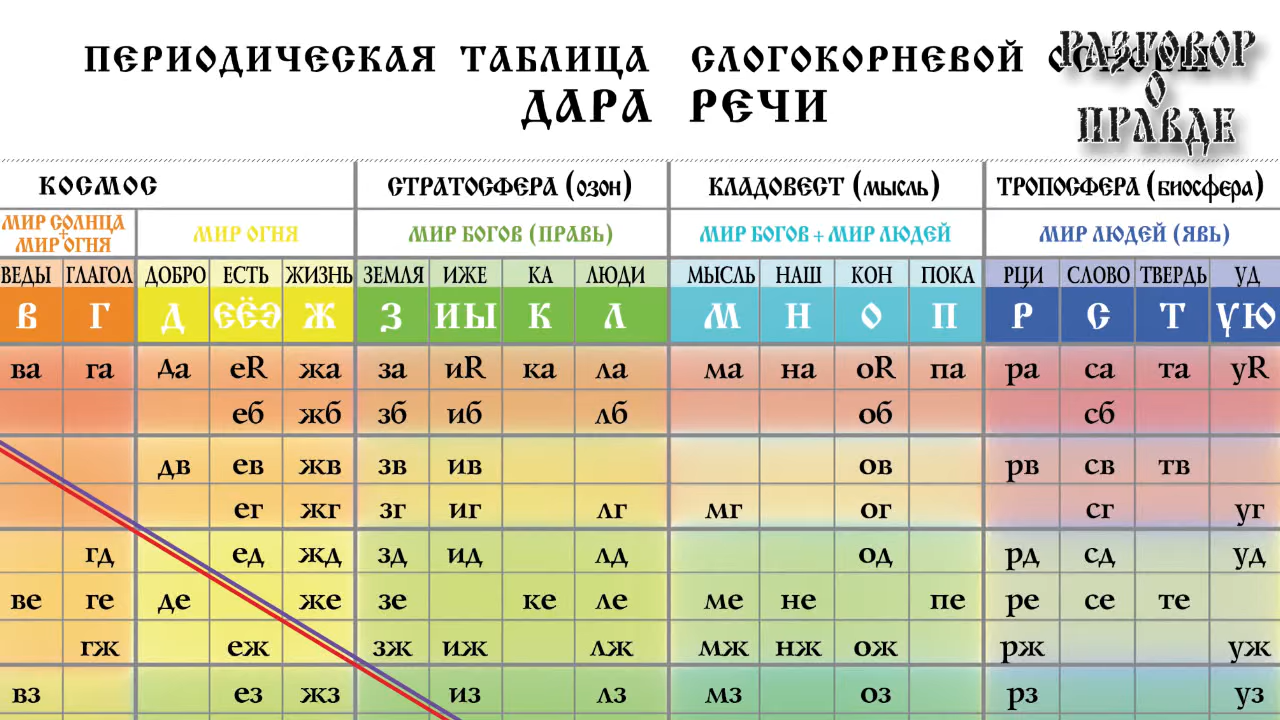 ПЕРИОДИЧЕСКАЯ ТАБЛИЦА СЛОГОКОРНЕВОЙ
ДАРА РЕЧИ
РАЗГОВОР
О
ПРАВДЕ
КОСМОС СТРАТОСФЕРА (озон) КЛАДОВЕСТ (мысль) ТРОПОСФЕРА (биосфера)
МИР СОЛНЦА + МИР ОГНЯ МИР ОГНЯ МИР БОГОВ (ПРАВЬ) МИР БОГОВ + МИР ЛЮДЕЙ МИР ЛЮДЕЙ (ЯВЬ)
ВЕДЫ ГЛАГОЛ ДОБРО ЕСТЬ ЖИЗНЬ ЗЕМЛЯ ИЖЕ КА ЛЮДИ МЫСЛЬ НАШ КОН ПОКА РЦИ СЛОВО ТВЕРДЬ УД
В Г Д ЕЁЭ Ж З ИЫ К Л М Н О П Р С Т УЮ
ва га да еR жа за иR ка ла ма на оR па ра са та уR
еб жб зб иб лб об сб
дв ев жв зв ив ов рв св тв
ег жг зг иг лг мг ог сг уг
гд ед жд зд ид лд од рд сд уд
ве ге де же зе ке ле ме не пе ре се те
гж еж зж иж лж мж нж ож рж уж
вз ез жз из лз мз оз рз уз